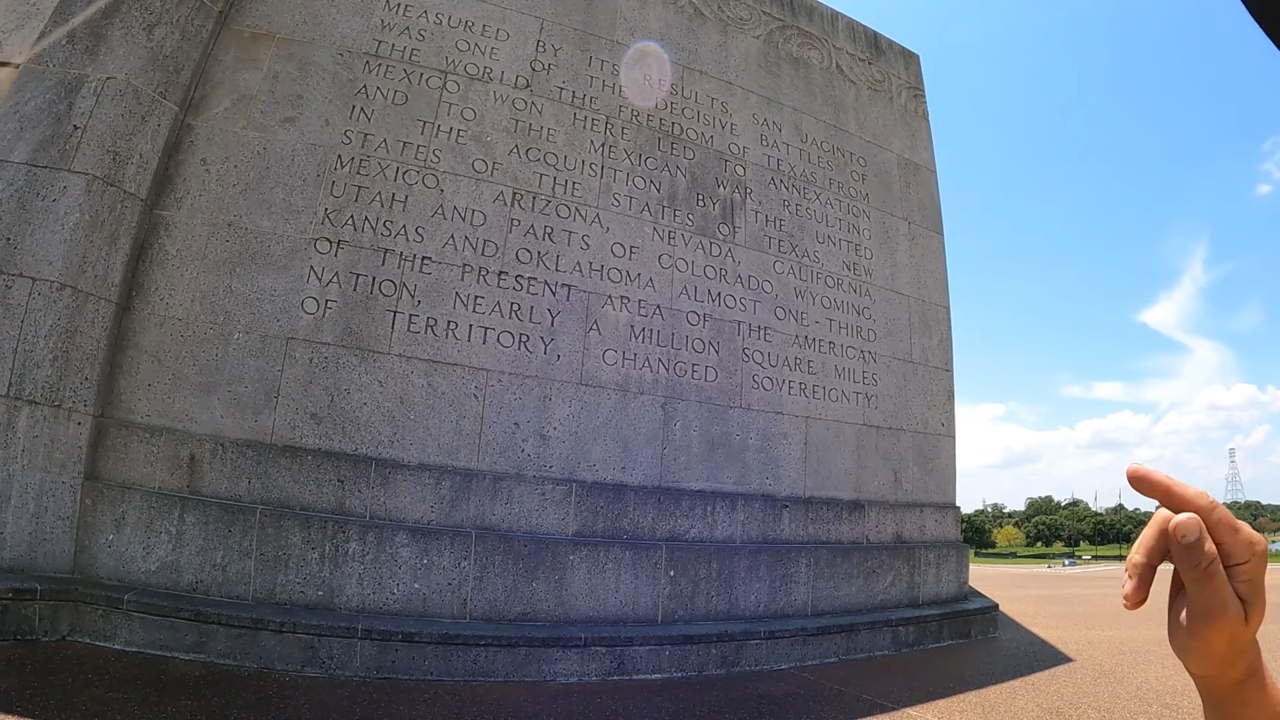 MEASURED BY ITS RESULTS, SAN JACINTO
WAS ONE OF THE DECISIVE BATTLES OF
THE WORLD. THE FREEDOM OF TEXAS FROM
MEXICO WON HERE LED TO ANNEXATION
AND TO THE MEXICAN WAR, RESULTING
IN THE ACQUISITION BY THE UNITED
STATES OF THE STATES OF TEXAS, NEW
MEXICO, ARIZONA, NEVADA, CALIFORNIA,
UTAH AND PARTS OF COLORADO, WYOMING,
KANSAS AND OKLAHOMA. ALMOST ONE-THIRD
OF THE PRESENT AREA OF THE AMERICAN
NATION, NEARLY A MILLION SQUARE MILES
OF TERRITORY, CHANGED SOVEREIGNTY.